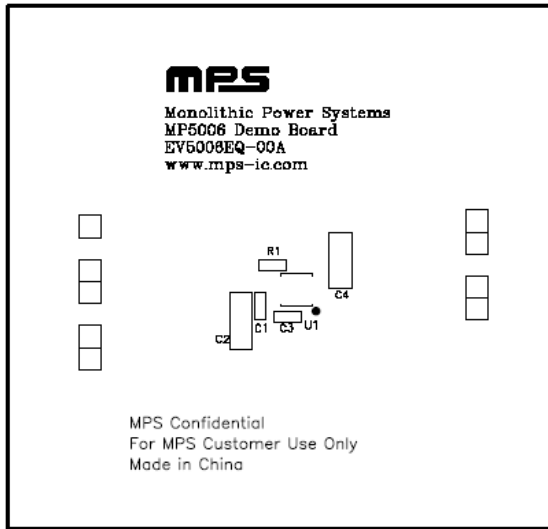 MPS
Monolithic Power Systems
MP5006 Demo Board
EV5006EQ-00A
www.mps-ic.com
R1
C4
C2
C1
C3
U1
MPS Confidential
For MPS Customer Use Only
Made in China